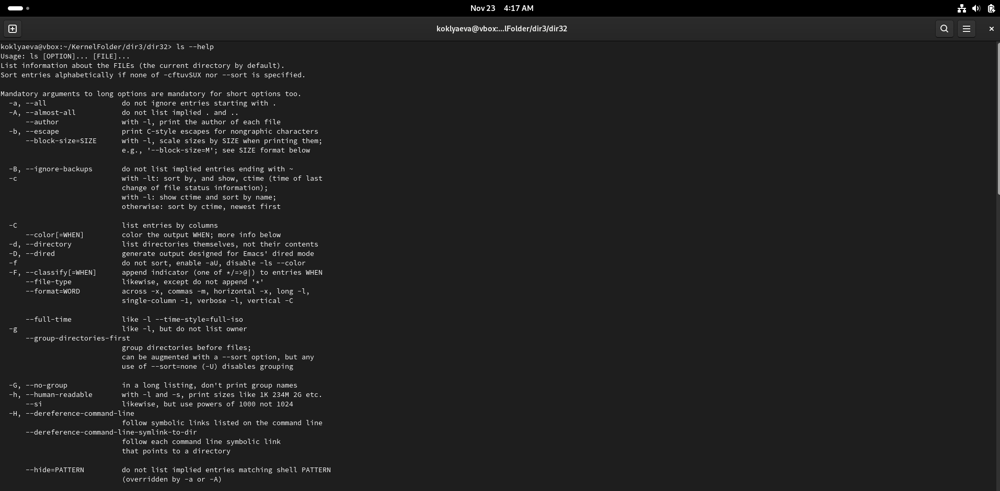 Nov 23 4:17 AM
koklyaeva@vbox:...lFolder/dir3/dir32
koklyaeva@vbox:~/KernelFolder/dir3/dir32> ls --help
Usage: ls [OPTION]... [FILE]...
List information about the FILEs (the current directory by default).
Sort entries alphabetically if none of -cftuvSUX nor --sort is specified.

Mandatory arguments to long options are mandatory for short options too.
  -a, --all                  do not ignore entries starting with .
  -A, --almost-all           do not list implied . and ..
      --author               with -l, print the author of each file
  -b, --escape               print C-style escapes for nongraphic characters
      --block-size=SIZE      with -l, scale sizes by SIZE when printing them;
                             e.g., '--block-size=M'; see SIZE format below

  -B, --ignore-backups       do not list implied entries ending with ~
  -c                         with -lt: sort by, and show, ctime (time of last
                             change of file status information);
                             with -l: show ctime and sort by name;
                             otherwise: sort by ctime, newest first

  -C                         list entries by columns
      --color[=WHEN]         color the output WHEN; more info below
  -d, --directory            list directories themselves, not their contents
  -D, --dired                generate output designed for Emacs' dired mode
  -f                         do not sort, enable -aU, disable -ls --color
  -F, --classify[=WHEN]      append indicator (one of */=>@|) to entries WHEN
      --file-type            likewise, except do not append '*'
      --format=WORD          across -x, commas -m, horizontal -x, long -l,
                             single-column -1, verbose -l, vertical -C

      --full-time            like -l --time-style=full-iso
  -g                         like -l, but do not list owner
      --group-directories-first
                             group directories before files;
                             can be augmented with a --sort option, but any
                             use of --sort=none (-U) disables grouping

  -G, --no-group             in a long listing, don't print group names
  -h, --human-readable       with -l and -s, print sizes like 1K 234M 2G etc.
      --si                   likewise, but use powers of 1000 not 1024
  -H, --dereference-command-line
                             follow symbolic links listed on the command line
      --dereference-command-line-symlink-to-dir
                             follow each command line symbolic link
                             that points to a directory

      --hide=PATTERN         do not list implied entries matching shell PATTERN
                             (overridden by -a or -A)